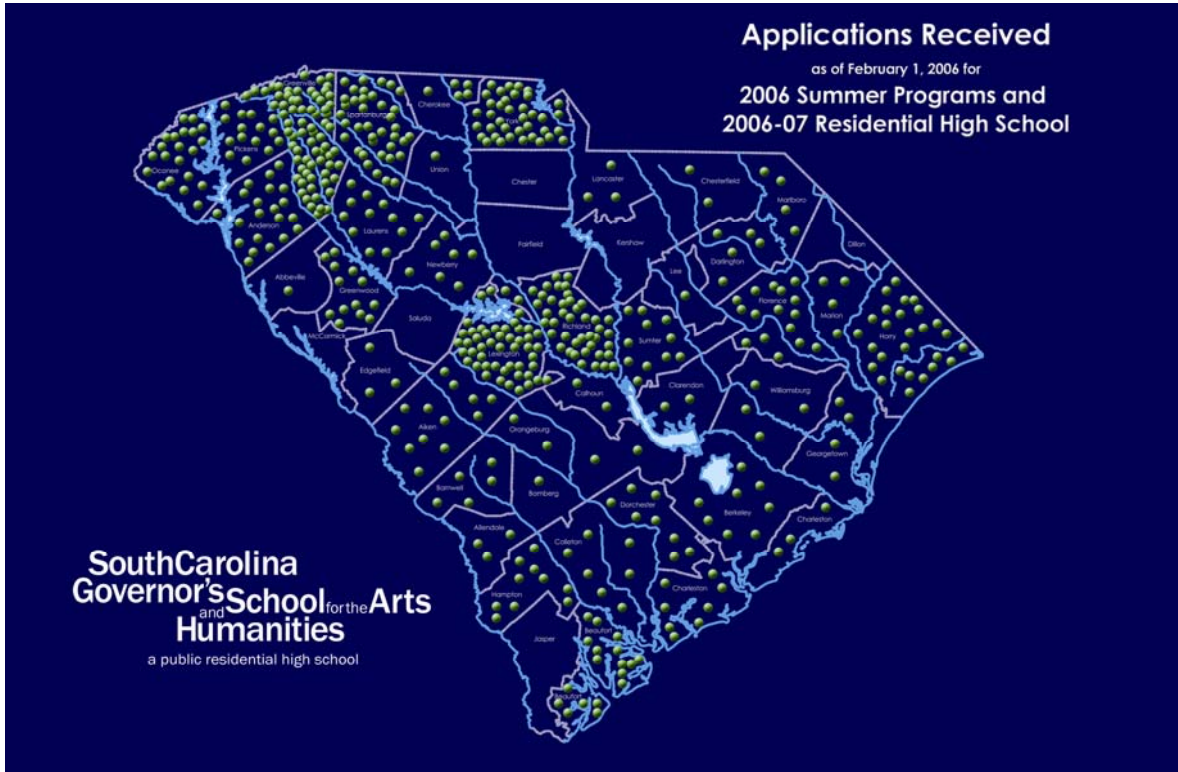 Applications Received
as of February 1, 2006 for
2006 Summer Programs and
2006-07 Residential High School
Greenville
Spartanburg
Cherokee
York
Pickens
Oconee
Union
Chester
Lancaster
Chesterfield
Marlboro
Anderson
Laurens
Fairfield
Kershaw
Dillon
Newberry
Lee
Darlington
Abbeville
Greenwood
Florence
Marion
Saluda
Richland
McCormick
Sumter
Horry
Lexington
Edgefield
Clarendon
Calhoun
Williamsburg
Aiken
Orangeburg
Georgetown
Barnwell
Bamberg
Dorchester
Berkeley
Charleston
Allendale
Colleton
Charleston
Hampton
Beaufort
Jasper
Beaufort
SouthCarolina
Governor's School for the Arts
and
Humanities
a public residential high school